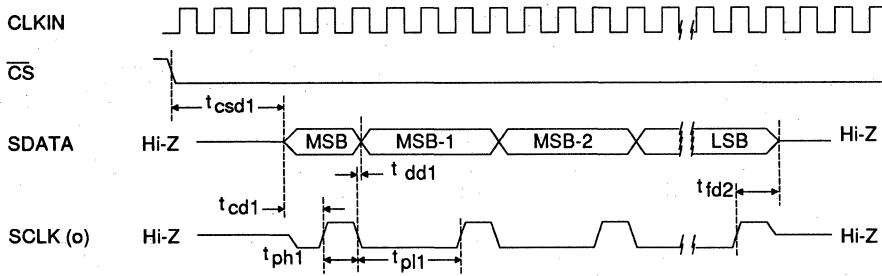 CLKIN
CS
t csd1
SDATA Hi-Z MSB MSB-1 MSB-2 LSB Hi-Z
t dd1
t cd1 t fd2
SCLK (o) Hi-Z Hi-Z
t ph1 t pl1